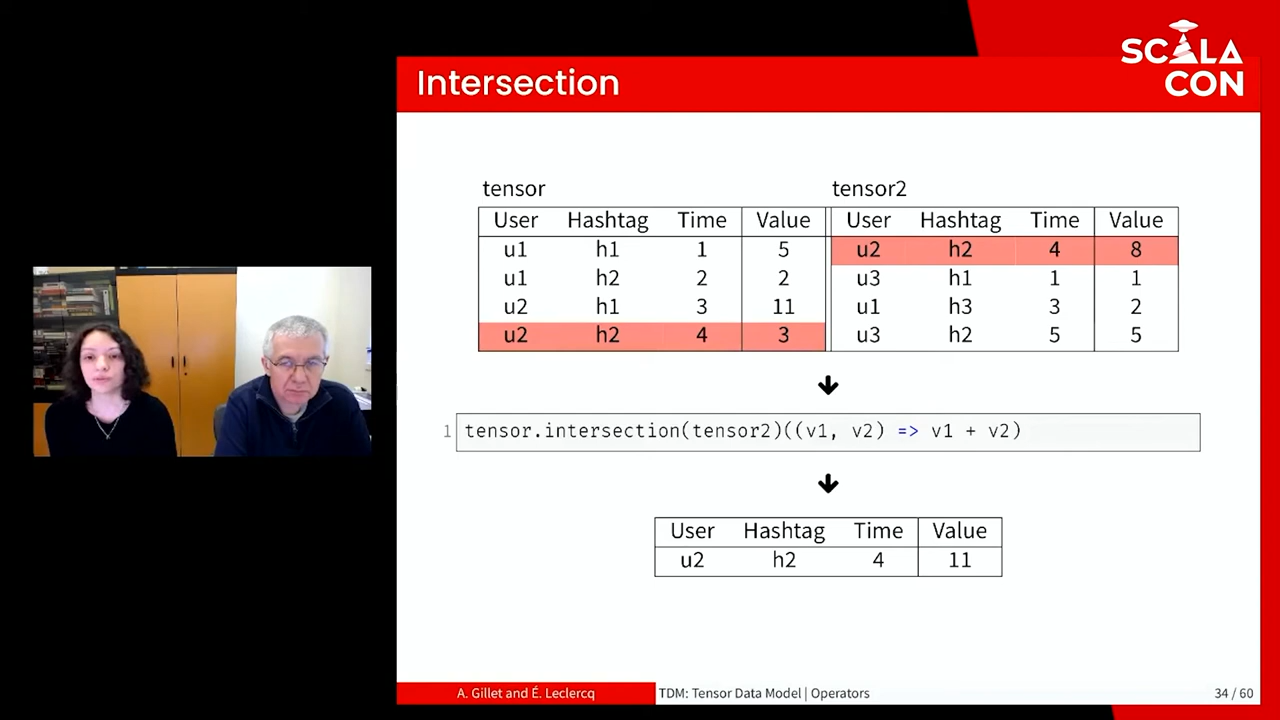 SCALA
CON
Intersection
tensor
User Hashtag Time Value
u1 h1 1 5
u1 h2 2 2
u2 h1 3 11
u2 h2 4 3
tensor2
User Hashtag Time Value
u2 h2 4 8
u3 h1 1 1
u1 h3 3 2
u3 h2 5 5
1 tensor.intersection(tensor2)((v1, v2) => v1 + v2)
User Hashtag Time Value
u2 h2 4 11
A. Gillet and É. Leclercq
TDM: Tensor Data Model | Operators
34 / 60